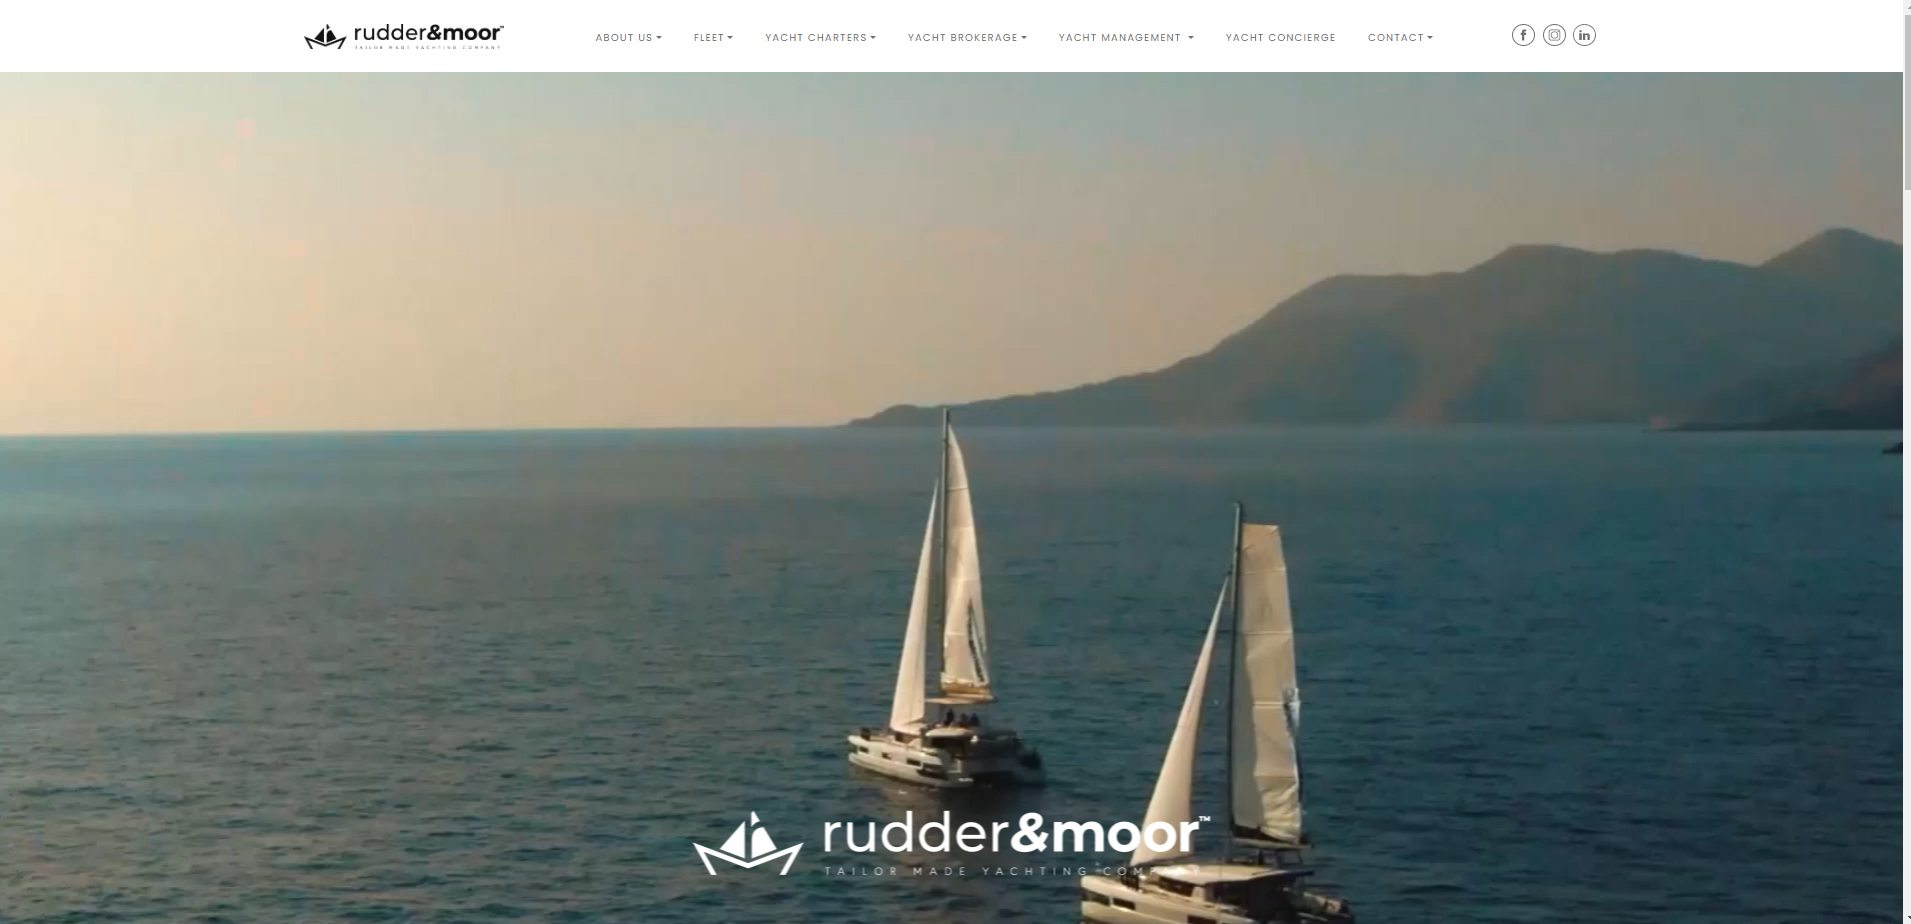 rudder&moor™
TAILOR MADE YACHTING COMPANY
ABOUT US
FLEET
YACHT CHARTERS
YACHT BROKERAGE
YACHT MANAGEMENT
YACHT CONCIERGE
CONTACT
f
in
rudder&moor™
TAILOR MADE YACHTING COMPANY